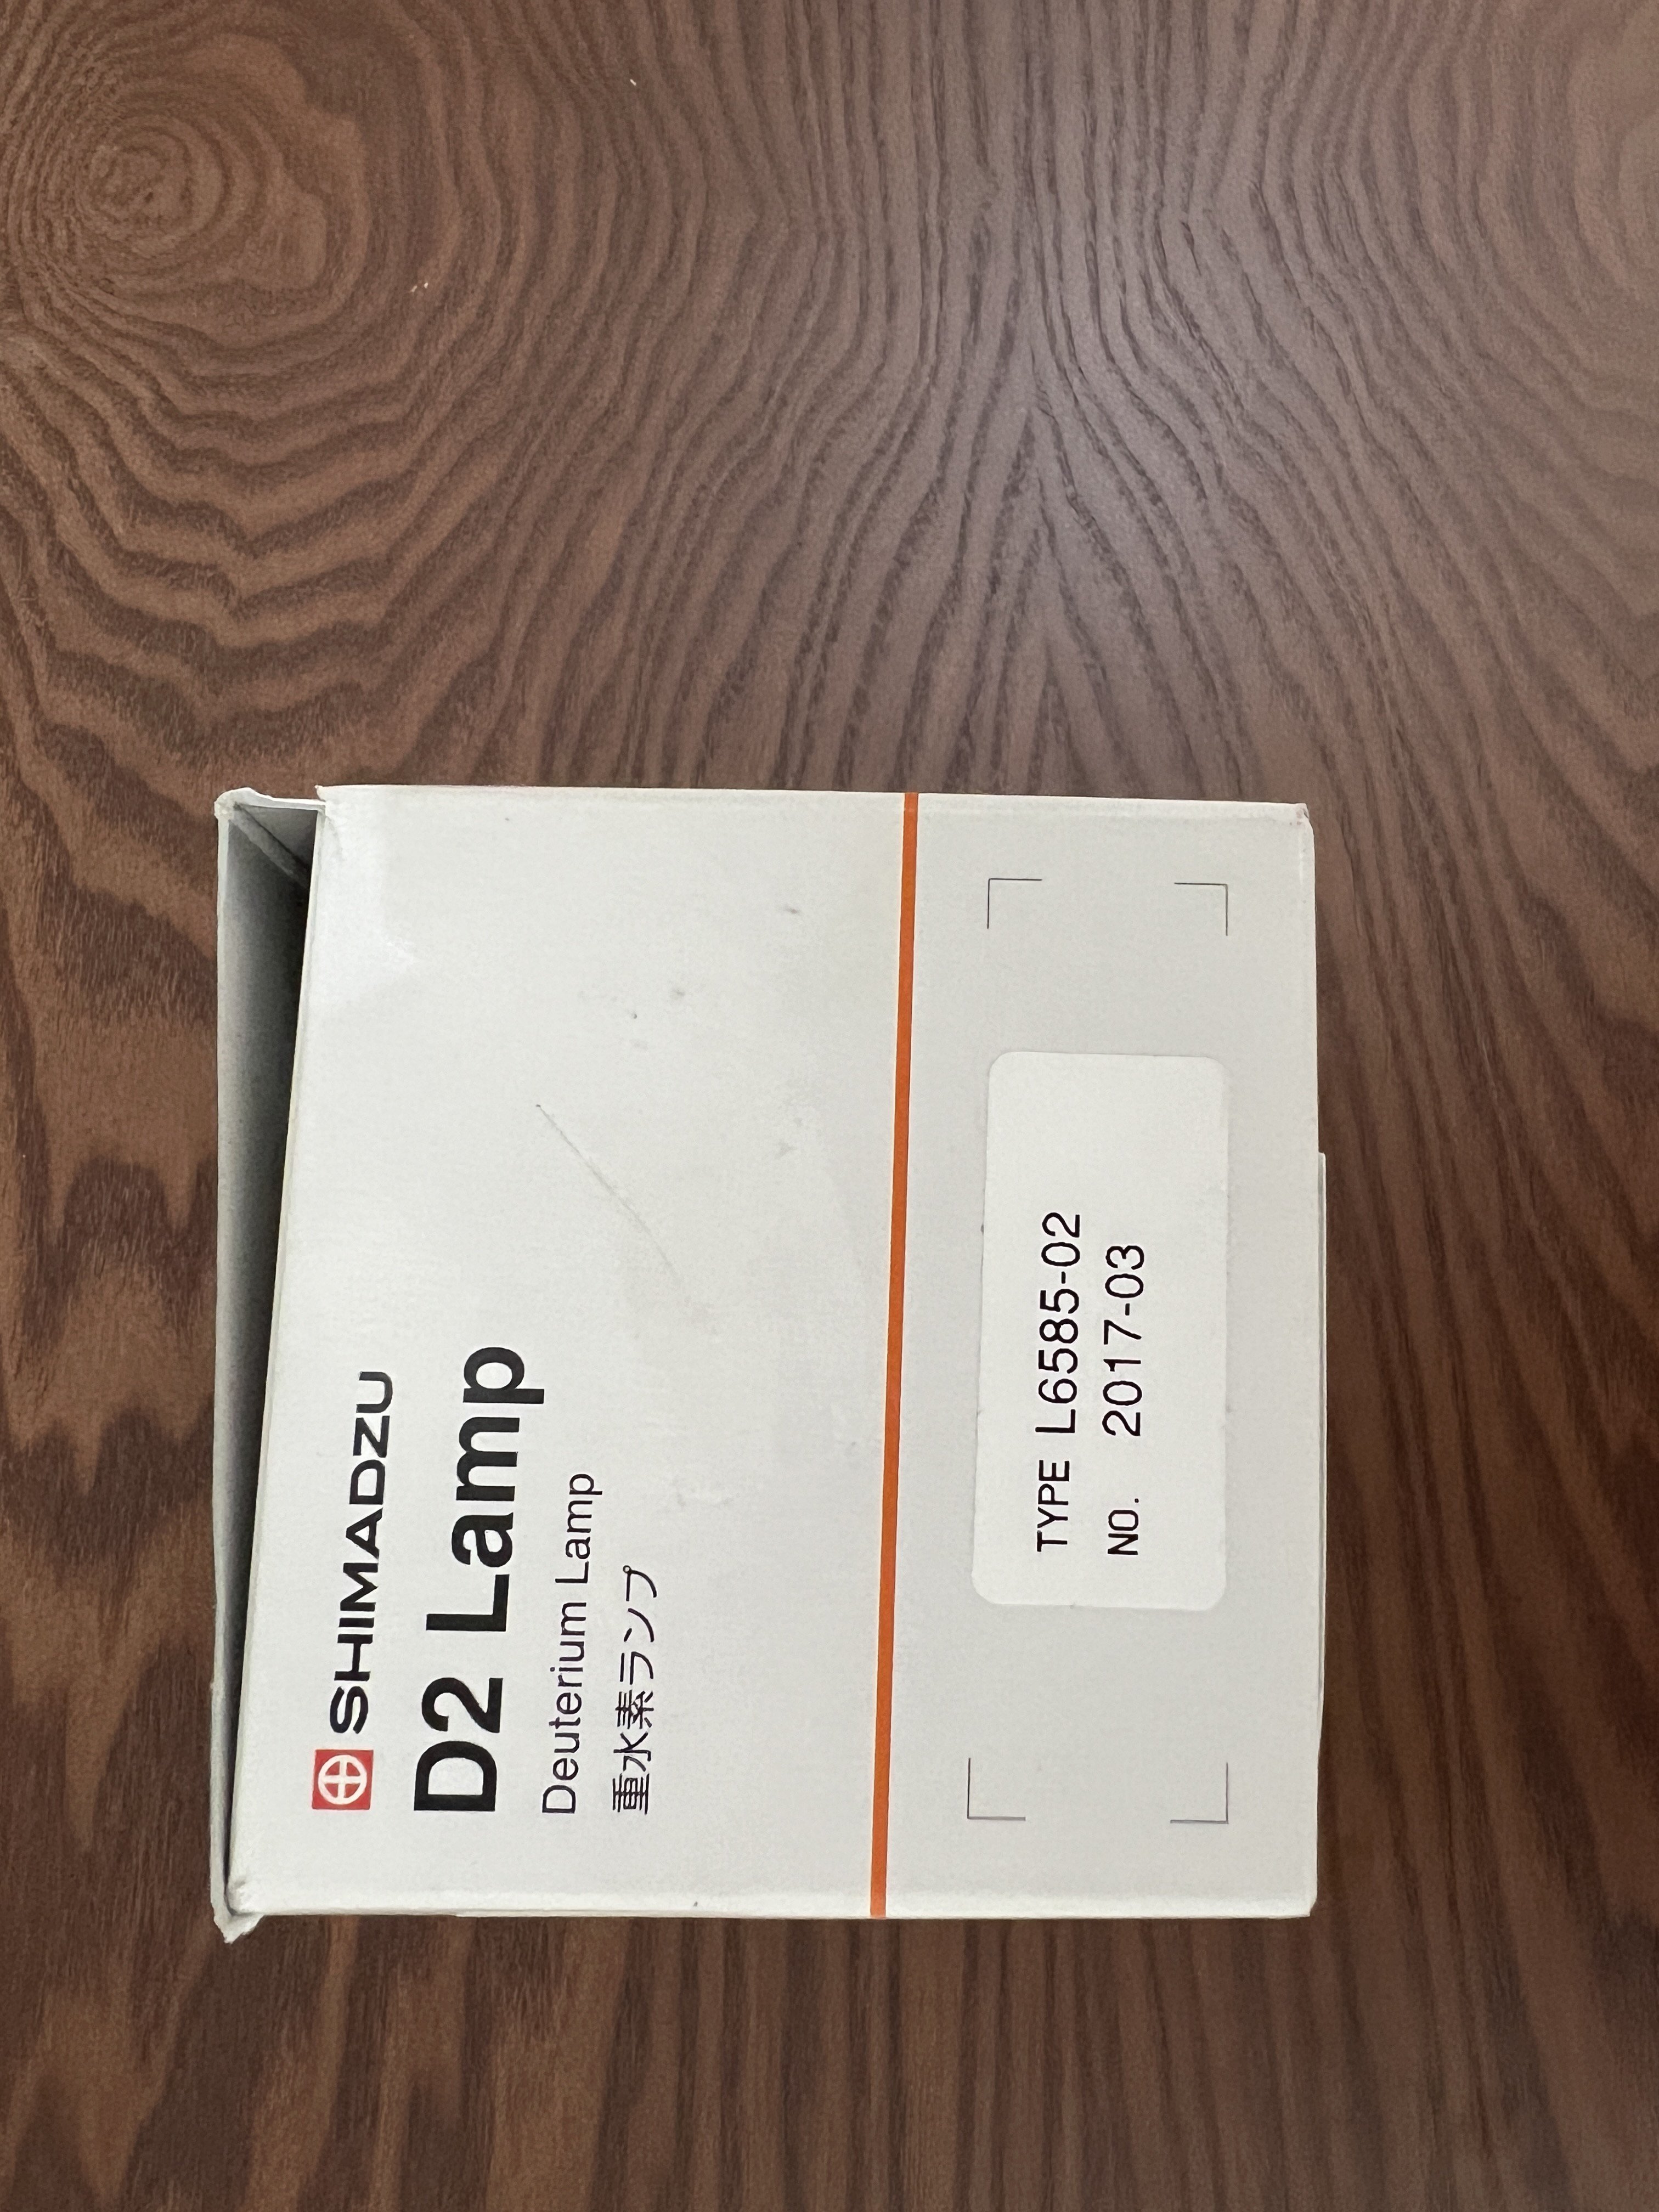 SHIMADZU
D2 Lamp
Deuterium Lamp
重水素ランプ
TYPE L6585-02
NO. 2017-03